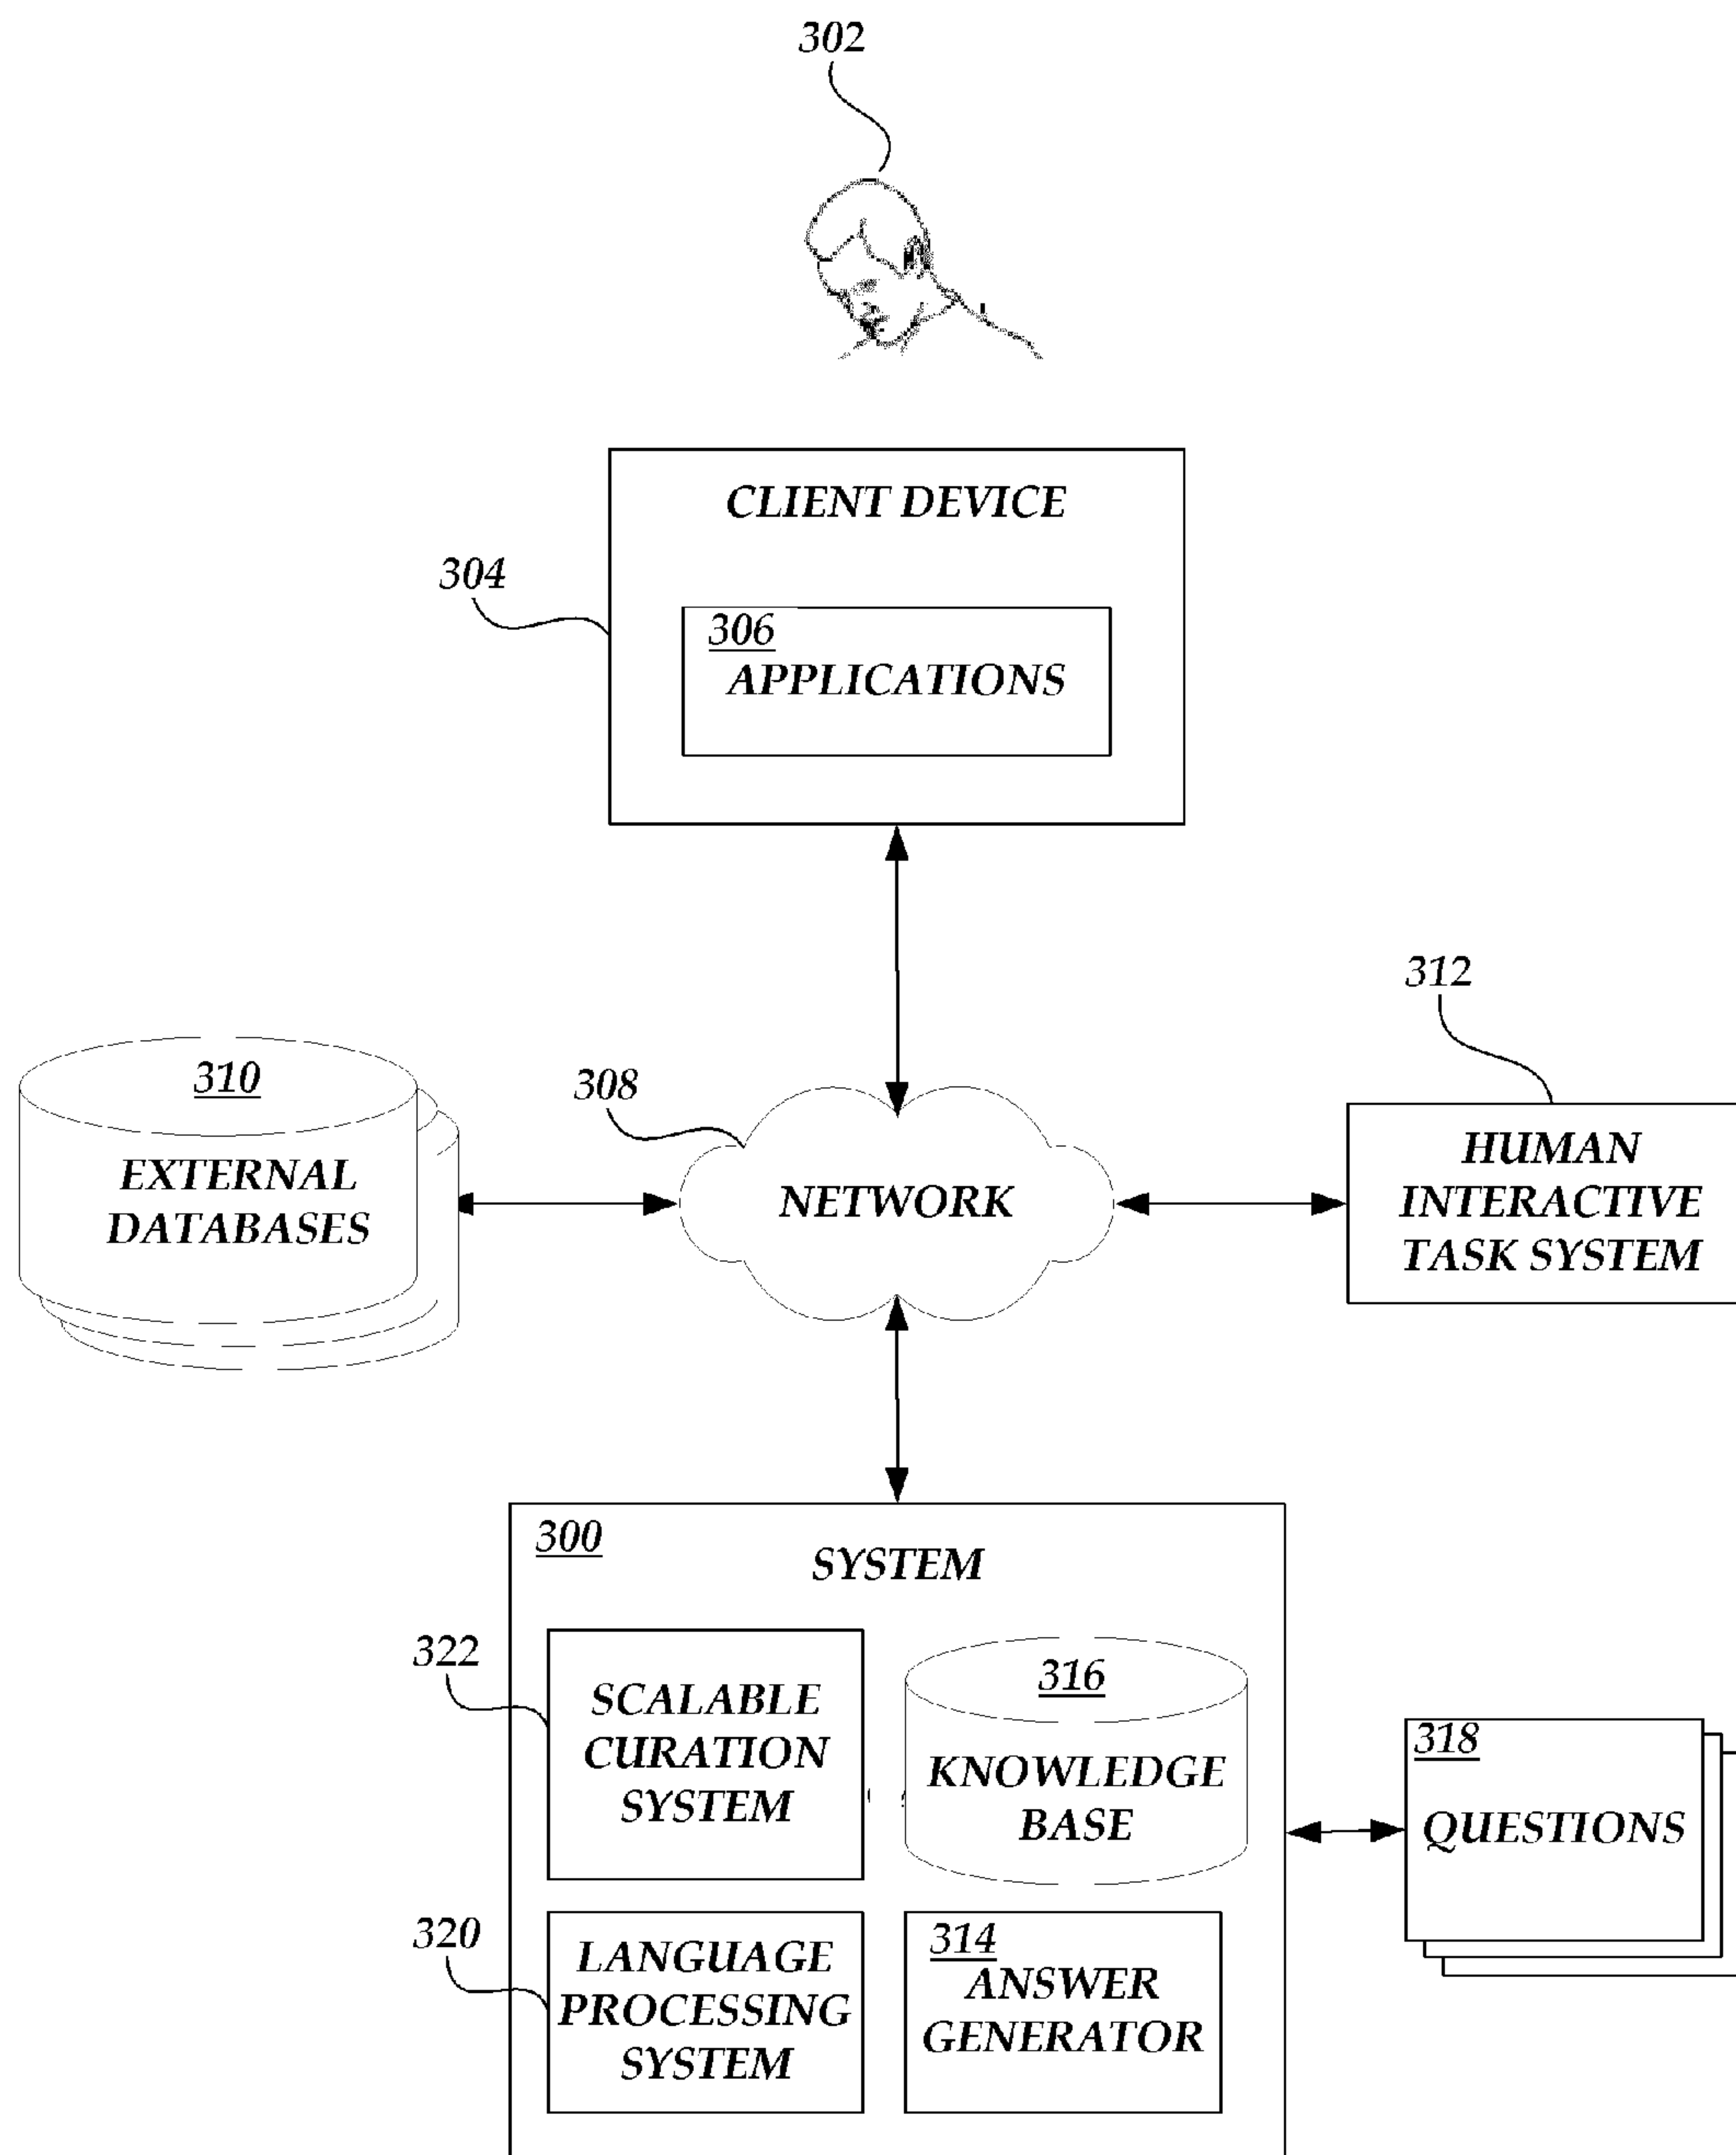 302
CLIENT DEVICE
304
306
APPLICATIONS
312
310
EXTERNAL
DATABASES
308
NETWORK
HUMAN
INTERACTIVE
TASK SYSTEM
300
SYSTEM
322
SCALABLE
CURATION
SYSTEM
316
KNOWLEDGE
BASE
318
QUESTIONS
320
LANGUAGE
PROCESSING
SYSTEM
314
ANSWER
GENERATOR